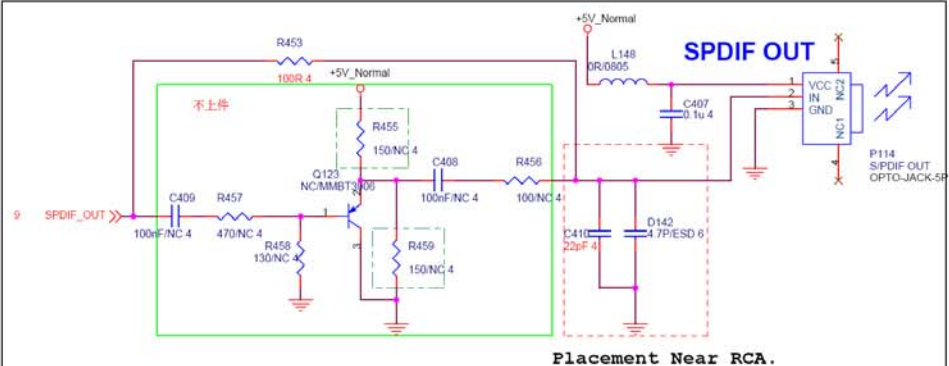 +5V_Normal
R453
L148
SPDIF OUT
0R/0805
100R 4
+5V_Normal
不上件
1
VCC
NC2
5
2
IN
3
GND
NC1
C407
0.1u 4
R455
150/NC 4
P114
S/PDIF OUT
OPTO-JACK-5P
4
Q123
NC/MMBT3906
C408
R456
2
100nF/NC 4
100/NC 4
C409
R457
9
SPDIF_OUT
1
100nF/NC 4
470/NC 4
R458
130/NC 4
3
R459
150/NC 4
C410
22pF 4
D142
4.7P/ESD 6
Placement Near RCA.